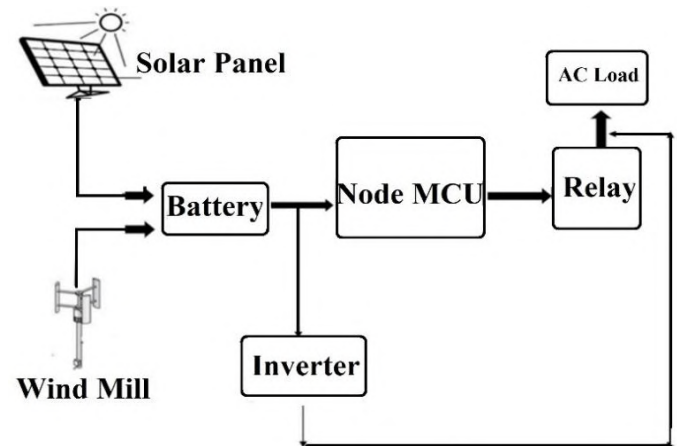 Solar Panel
AC Load
Battery
Node MCU
Relay
Inverter
Wind Mill